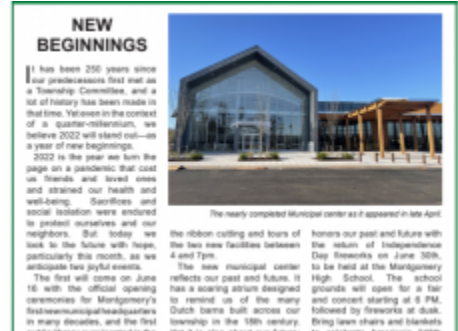 NEW
BEGINNINGS
It has been 250 years since
our predecessors first met as
a Township Committee, and a
lot of history has been made in
that time. Yet even in the context
of a quarter-millennium, we
believe 2022 will stand out—as
a year of new beginnings.
2022 is the year we turn the
page on a pandemic that cost
us friends and loved ones
and strained our health and
well-being. Sacrifices and
social isolation were endured
to protect ourselves and our
neighbors. But today we
look to the future with hope,
particularly this month, as we
anticipate two joyful events.
The first will come on June
16 with the official opening
ceremonies for Montgomery's
first new municipal headquarters
in many decades, and the first
The nearly completed Municipal center as it appeared in late April.
the ribbon cutting and tours of
the two new facilities between
4 and 7pm.
The new municipal center
reflects our past and future. It
has a soaring atrium designed
to remind us of the many
Dutch barns built across our
township in the 18th century.
honors our past and future with
the return of Independence
Day fireworks on June 30th,
to be held at the Montgomery
High School. The school
grounds will open for a fair
and concert starting at 6 PM,
followed by fireworks at dusk.
Bring lawn chairs and blankets